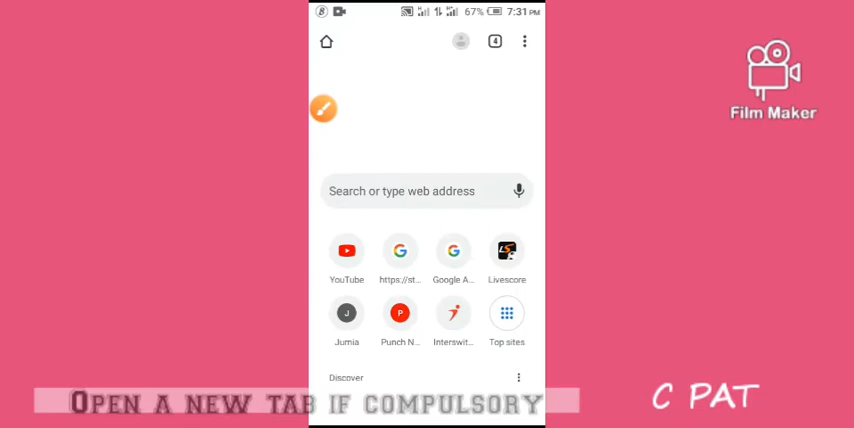 67% 7:31 PM
4
Film Maker
Search or type web address
YouTube https://st... Google A... Livescore
J P
Jumia Punch N... Interswit... Top sites
Discover
OPEN A NEW TAB IF COMPULSORY
C PAT